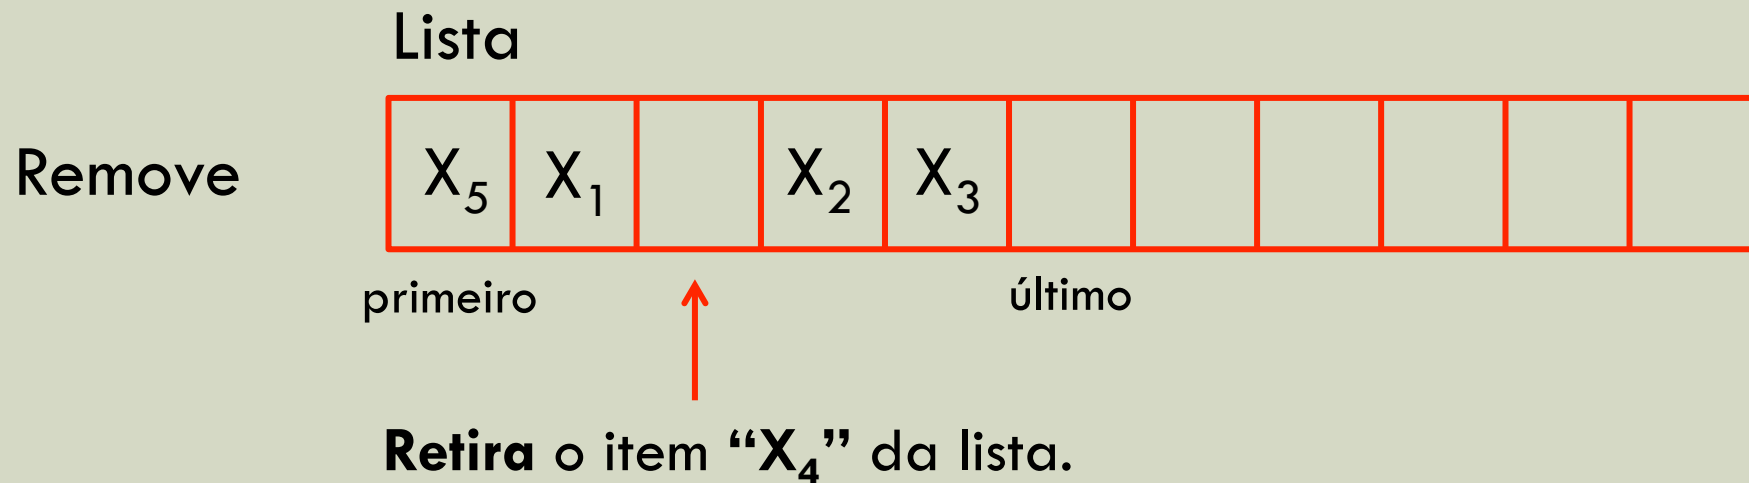 Lista
Remove X₅ X₁ X₂ X₃
primeiro último
Retira o item “X₄” da lista.